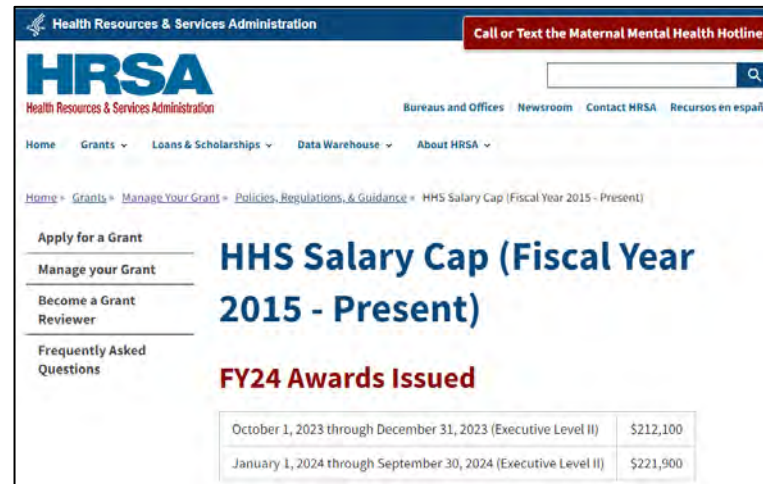 Health Resources & Services Administration
Call or Text the Maternal Mental Health Hotline
HRSA
Health Resources & Services Administration
Bureaus and Offices Newsroom Contact HRSA Recursos en españ
Home Grants Loans & Scholarships Data Warehouse About HRSA
Home » Grants » Manage Your Grant » Policies, Regulations, & Guidance » HHS Salary Cap (Fiscal Year 2015 - Present)
Apply for a Grant
Manage your Grant
Become a Grant
Reviewer
Frequently Asked
Questions
HHS Salary Cap (Fiscal Year
2015 - Present)
FY24 Awards Issued
October 1, 2023 through December 31, 2023 (Executive Level II) $212,100
January 1, 2024 through September 30, 2024 (Executive Level II) $221,900